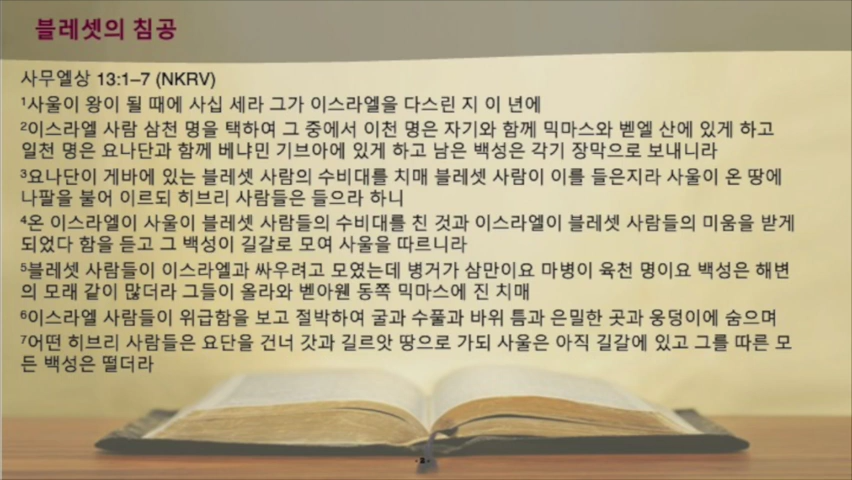 블레셋의 침공
사무엘상 13:1–7 (NKRV)
¹사울이 왕이 될 때에 사십 세라 그가 이스라엘을 다스린 지 이 년에
²이스라엘 사람 삼천 명을 택하여 그 중에서 이천 명은 자기와 함께 믹마스와 벧엘 산에 있게 하고
일천 명은 요나단과 함께 베냐민 기브아에 있게 하고 남은 백성은 각기 장막으로 보내니라
³요나단이 게바에 있는 블레셋 사람의 수비대를 치매 블레셋 사람이 이를 들은지라 사울이 온 땅에
나팔을 불어 이르되 히브리 사람들은 들으라 하니
⁴온 이스라엘이 사울이 블레셋 사람들의 수비대를 친 것과 이스라엘이 블레셋 사람들의 미움을 받게
되었다 함을 듣고 그 백성이 길갈로 모여 사울을 따르니라
⁵블레셋 사람들이 이스라엘과 싸우려고 모였는데 병거가 삼만이요 마병이 육천 명이요 백성은 해변
의 모래 같이 많더라 그들이 올라와 벧아웬 동쪽 믹마스에 진 치매
⁶이스라엘 사람들이 위급함을 보고 절박하여 굴과 수풀과 바위 틈과 은밀한 곳과 웅덩이에 숨으며
⁷어떤 히브리 사람들은 요단을 건너 갓과 길르앗 땅으로 가되 사울은 아직 길갈에 있고 그를 따른 모
든 백성은 떨더라
- 2 -